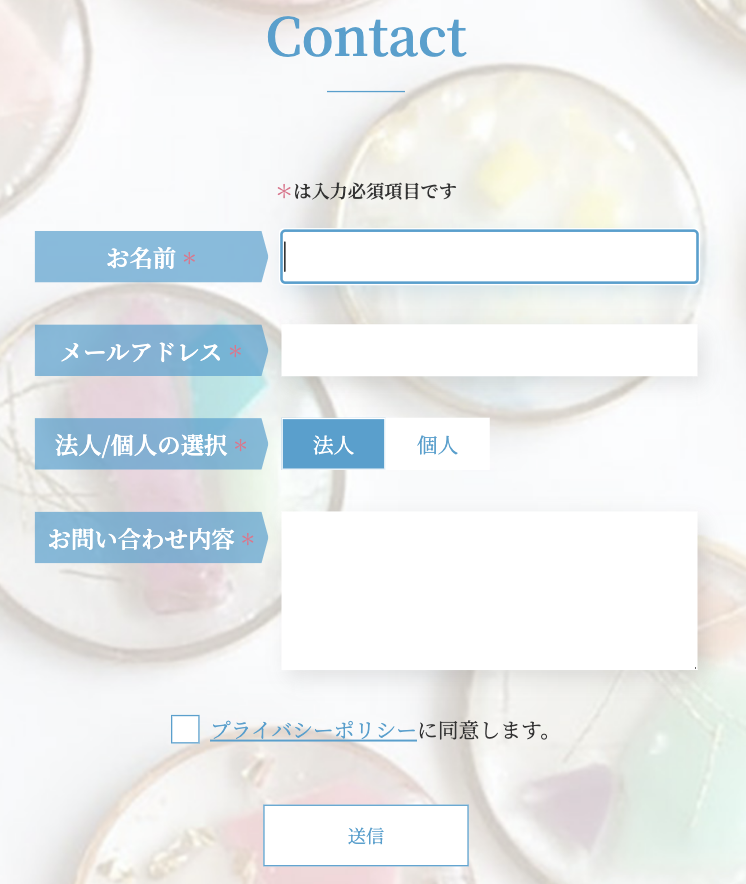 Contact
＊は入力必須項目です
お名前 ＊
メールアドレス ＊
法人/個人の選択 ＊
法人 個人
お問い合わせ内容 ＊
プライバシーポリシーに同意します。
送信